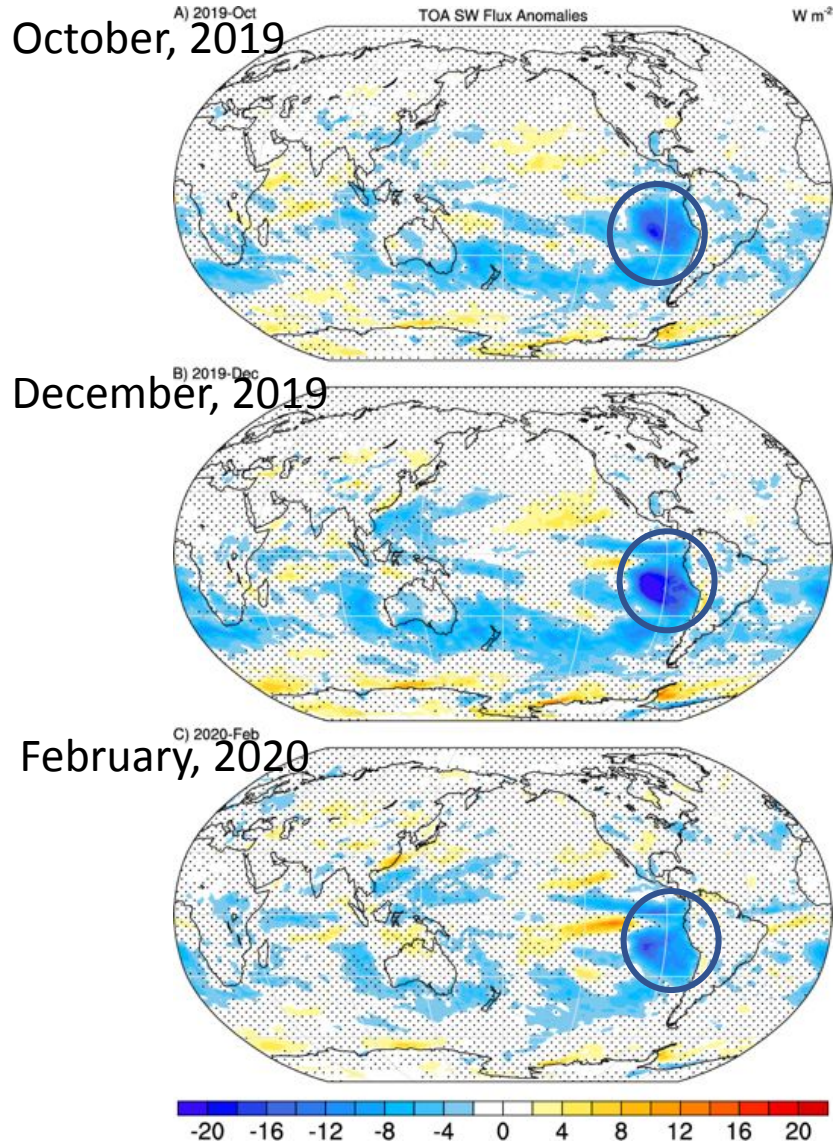 A) 2019-Oct TOA SW Flux Anomalies W m⁻²
October, 2019
B) 2019-Dec
December, 2019
C) 2020-Feb
February, 2020
-20 -16 -12 -8 -4 0 4 8 12 16 20